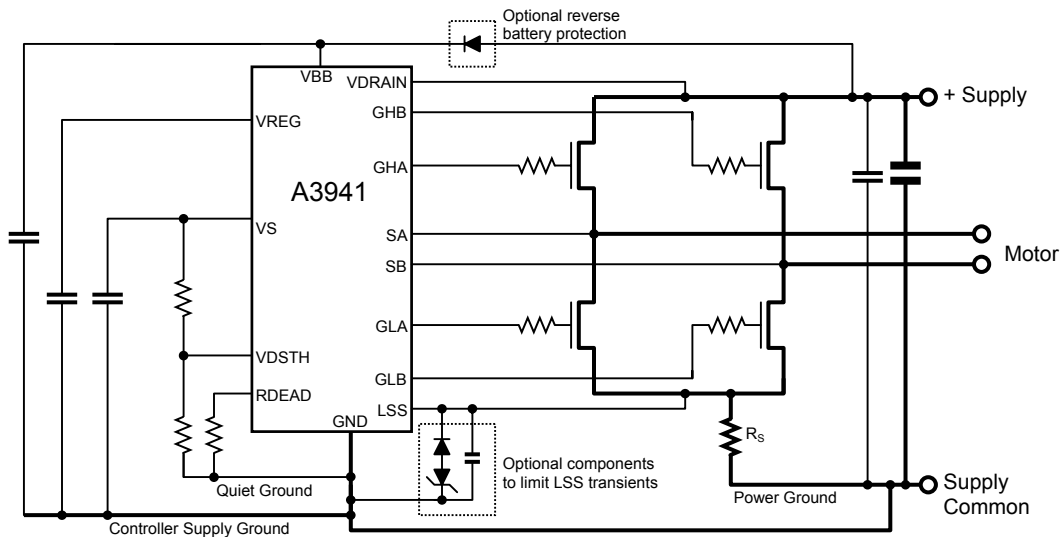 Optional reverse
battery protection
VBB
VDRAIN
+ Supply
GHB
VREG
GHA
A3941
VS
SA
Motor
SB
GLA
VDSTH
GLB
RDEAD
LSS
GND
RS
Optional components
to limit LSS transients
Supply
Common
Quiet Ground
Power Ground
Controller Supply Ground